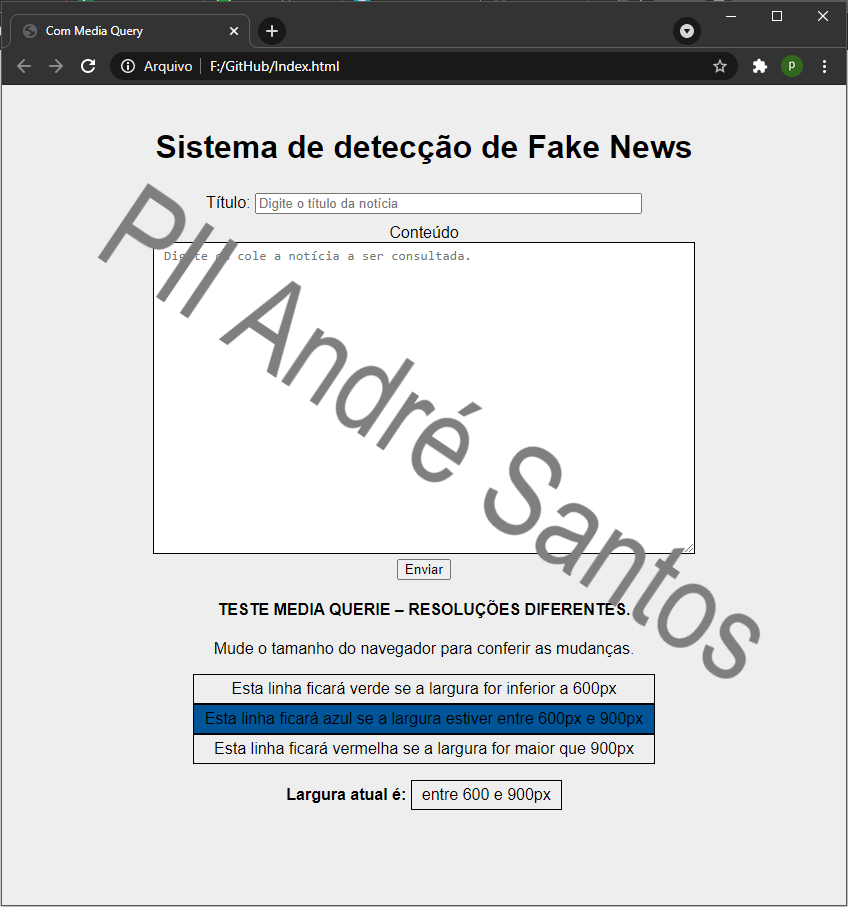 Com Media Query
Arquivo F:/GitHub/Index.html
P
Sistema de detecção de Fake News
Título: Digite o título da notícia
Conteúdo
Digite ou cole a notícia a ser consultada.
PII André Santos
Enviar
TESTE MEDIA QUERIE – RESOLUÇÕES DIFERENTES.
Mude o tamanho do navegador para conferir as mudanças.
Esta linha ficará verde se a largura for inferior a 600px
Esta linha ficará azul se a largura estiver entre 600px e 900px
Esta linha ficará vermelha se a largura for maior que 900px
Largura atual é: entre 600 e 900px